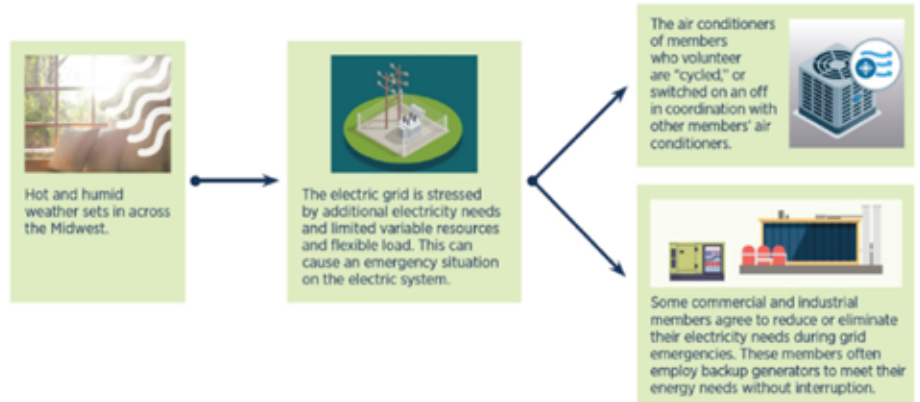 Hot and humid
weather sets in across
the Midwest.
The electric grid is stressed
by additional electricity needs
and limited variable resources
and flexible load. This can
cause an emergency situation
on the electric system.
The air conditioners
of members
who volunteer
are "cycled," or
switched on an off
in coordination with
other members' air
conditioners.
Some commercial and industrial
members agree to reduce or eliminate
their electricity needs during grid
emergencies. These members often
employ backup generators to meet their
energy needs without interruption.